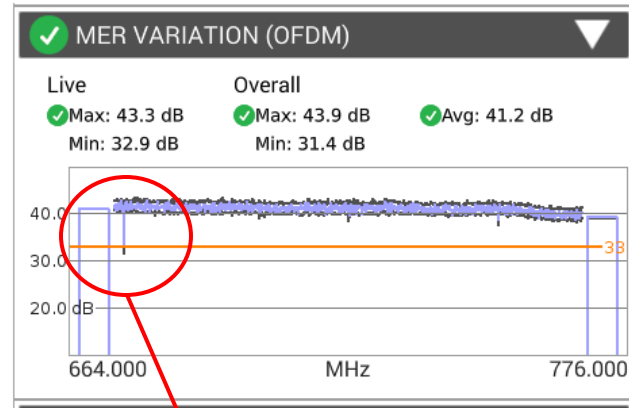 MER VARIATION (OFDM)
Live Overall
Max: 43.3 dB Max: 43.9 dB Avg: 41.2 dB
Min: 32.9 dB Min: 31.4 dB
40.0
33
30.0
20.0 dB
664.000 MHz 776.000